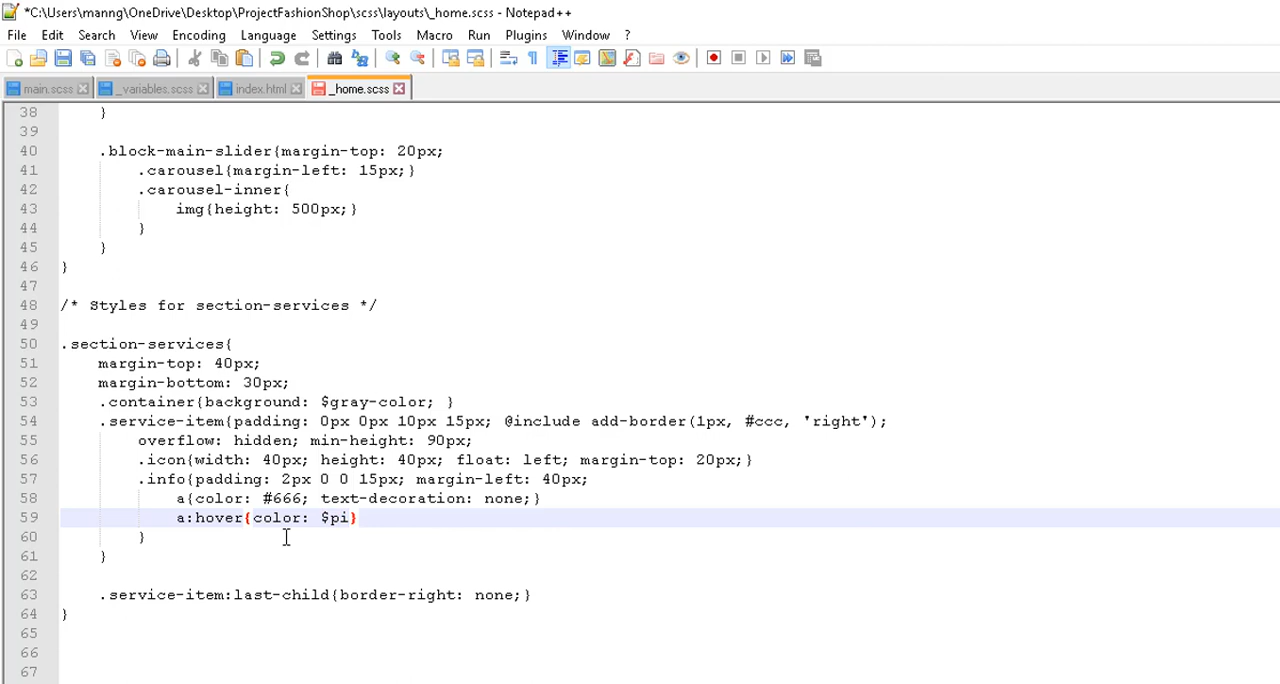 *C:\Users\manng\OneDrive\Desktop\ProjectFashionShop\scss\layouts\_home.scss - Notepad++
File Edit Search View Encoding Language Settings Tools Macro Run Plugins Window ?
main.scss _variables.scss index.html _home.scss
38 }
39
40 .block-main-slider{margin-top: 20px;
41 .carousel{margin-left: 15px;}
42 .carousel-inner{
43 img{height: 500px;}
44 }
45 }
46 }
47
48 /* Styles for section-services */
49
50 .section-services{
51 margin-top: 40px;
52 margin-bottom: 30px;
53 .container{background: $gray-color; }
54 .service-item{padding: 0px 0px 10px 15px; @include add-border(1px, #ccc, 'right');
55 overflow: hidden; min-height: 90px;
56 .icon{width: 40px; height: 40px; float: left; margin-top: 20px;}
57 .info{padding: 2px 0 0 15px; margin-left: 40px;
58 a{color: #666; text-decoration: none;}
59 a:hover{color: $pi}
60 }
61 }
62
63 .service-item:last-child{border-right: none;}
64 }
65
66
67